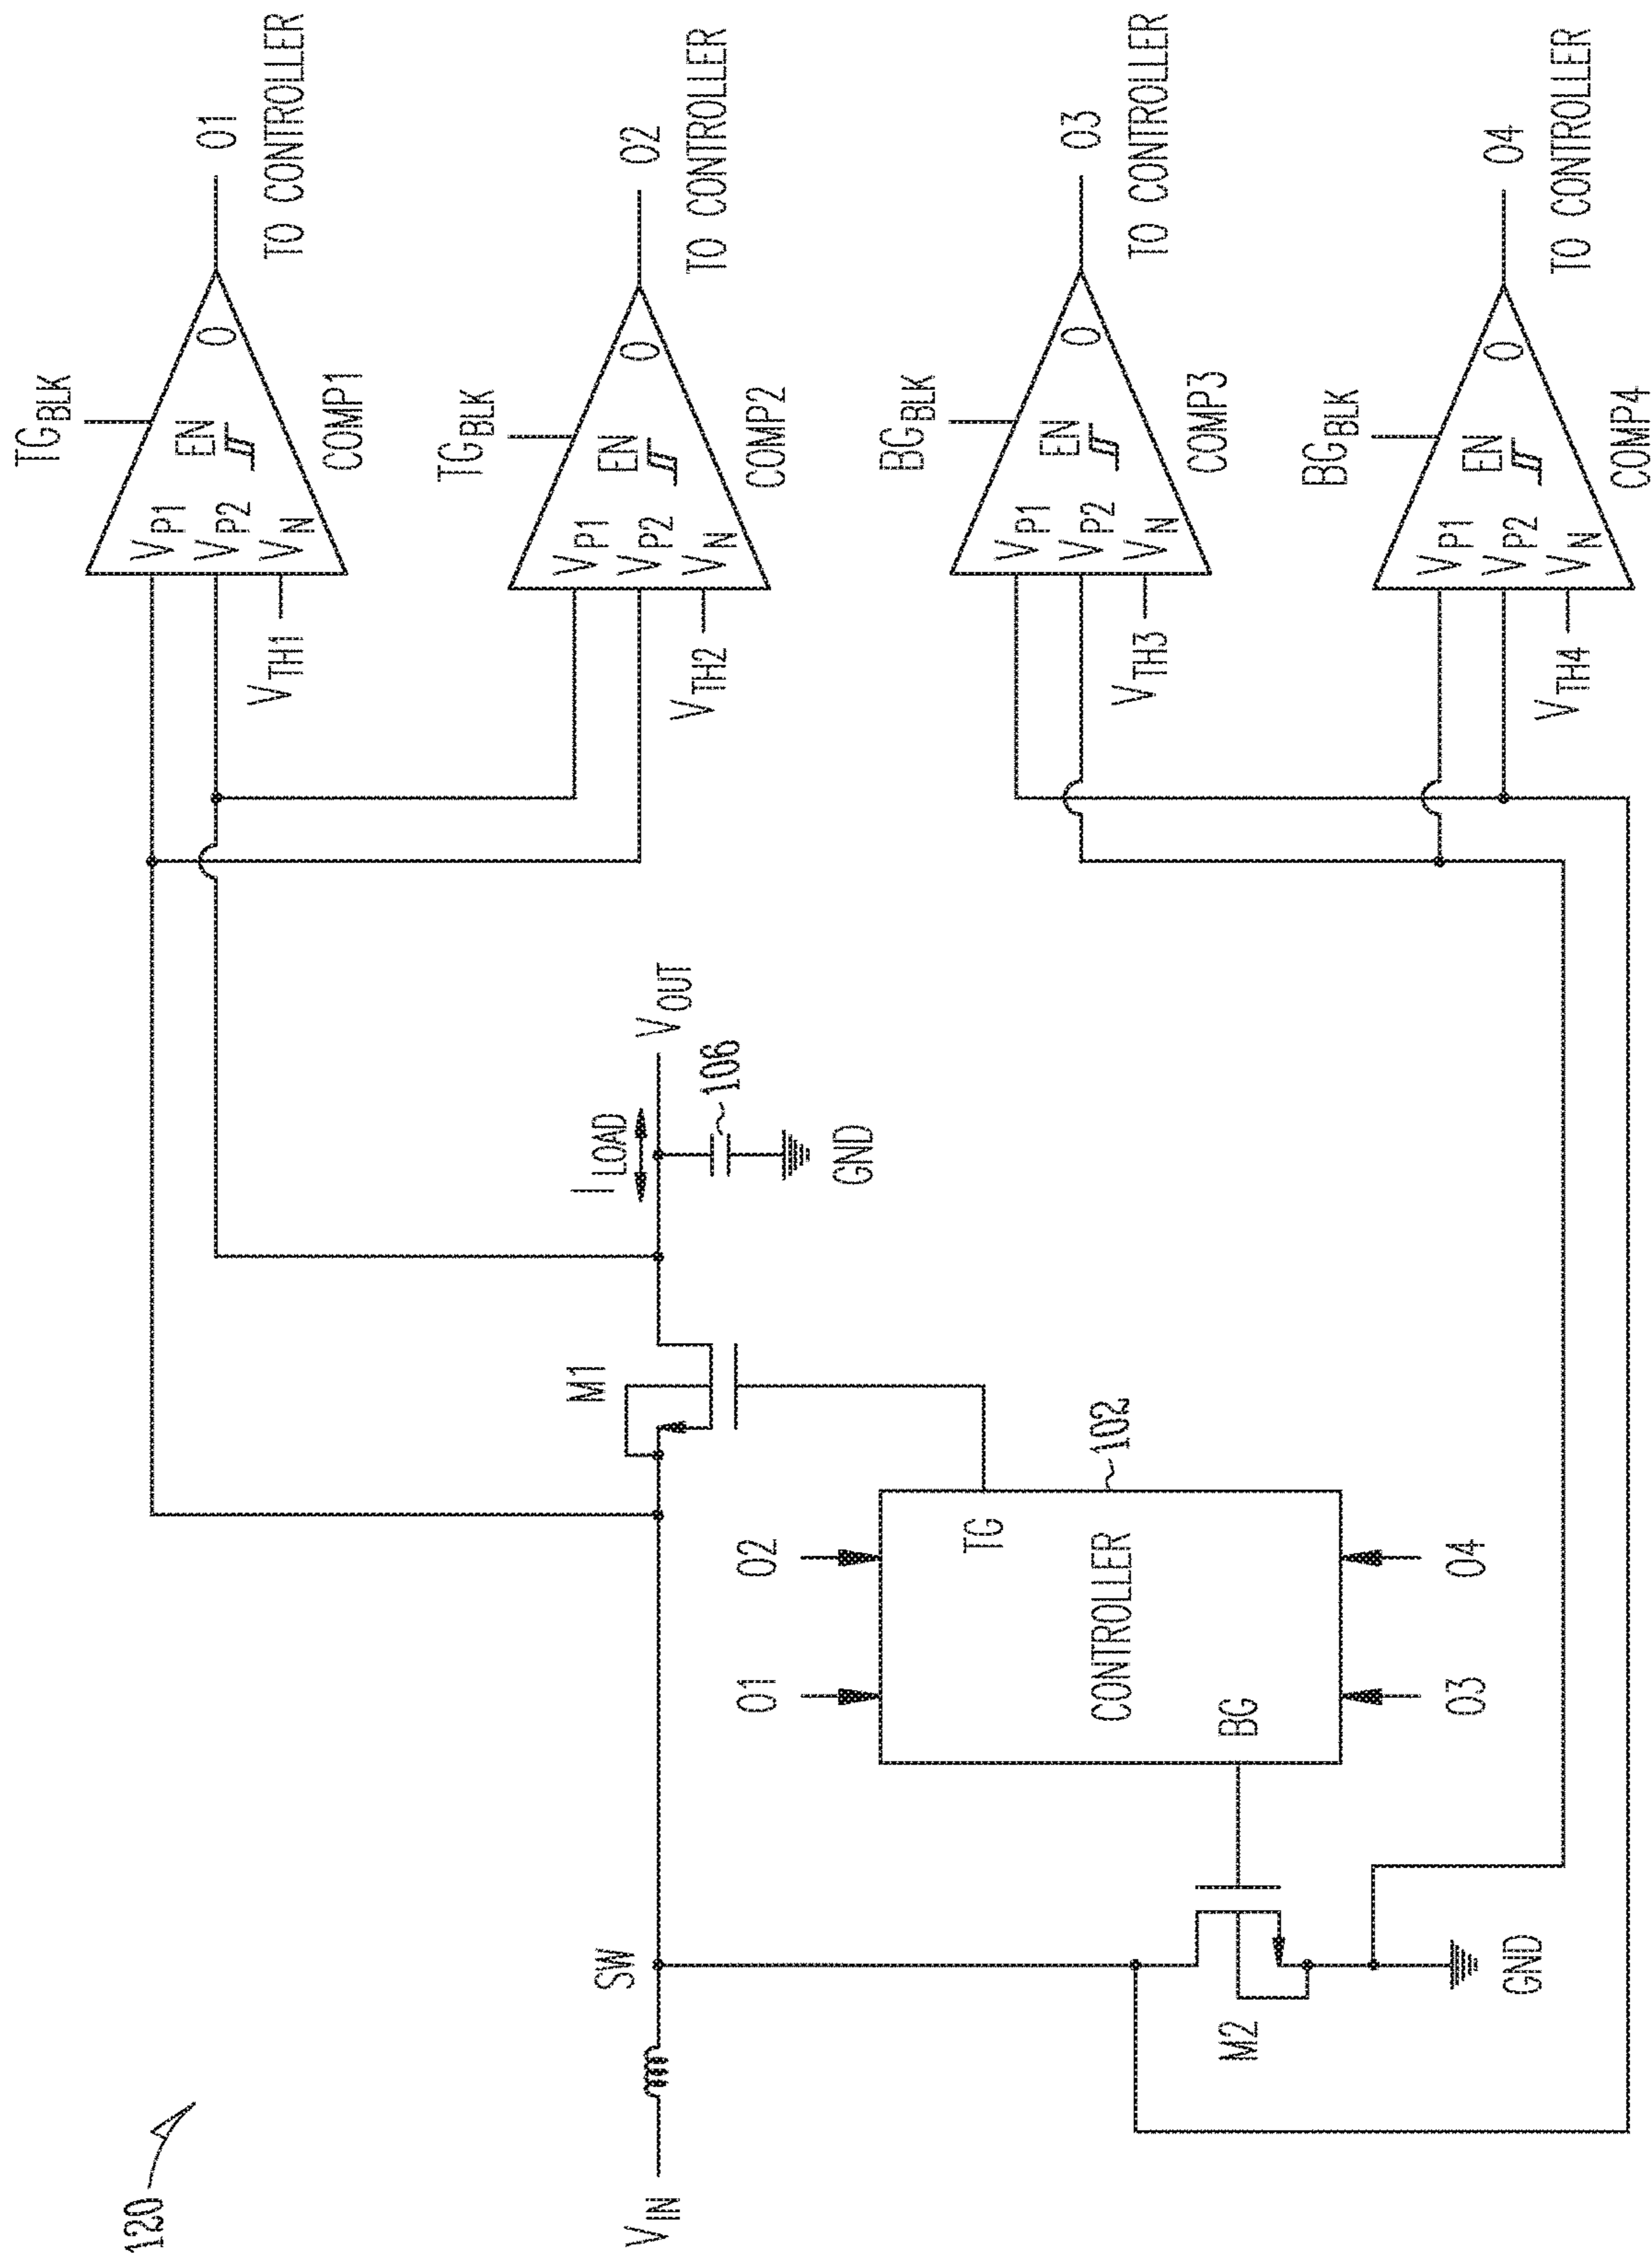 120
V_IN
SW
M1
I_LOAD
V_OUT
106
GND
O1
O2
TG
102
CONTROLLER
BG
O3
O4
M2
GND
TG_BLK
V_P1
V_P2
V_N
EN
O
V_TH1
COMP1
O1
TO CONTROLLER
TG_BLK
V_P1
V_P2
V_N
EN
O
V_TH2
COMP2
O2
TO CONTROLLER
BG_BLK
V_P1
V_P2
V_N
EN
O
V_TH3
COMP3
O3
TO CONTROLLER
BG_BLK
V_P1
V_P2
V_N
EN
O
V_TH4
COMP4
O4
TO CONTROLLER